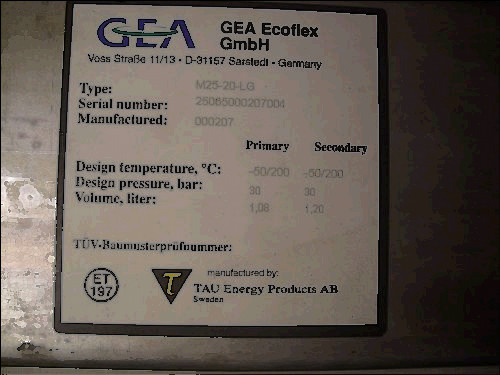 GEA
GEA Ecoflex
GmbH
Voss Straße 11/13 • D-31157 Sarstedt • Germany
Type: M25-20-LG
Serial number: 25065000207004
Manufactured: 000207
Primary Secondary
Design temperature, °C: -50/200 -50/200
Design pressure, bar: 30 30
Volume, liter: 1,08 1,20
TÜV-Baumusterprüfnummer:
ET
197
T
manufactured by:
TAU Energy Products AB
Sweden